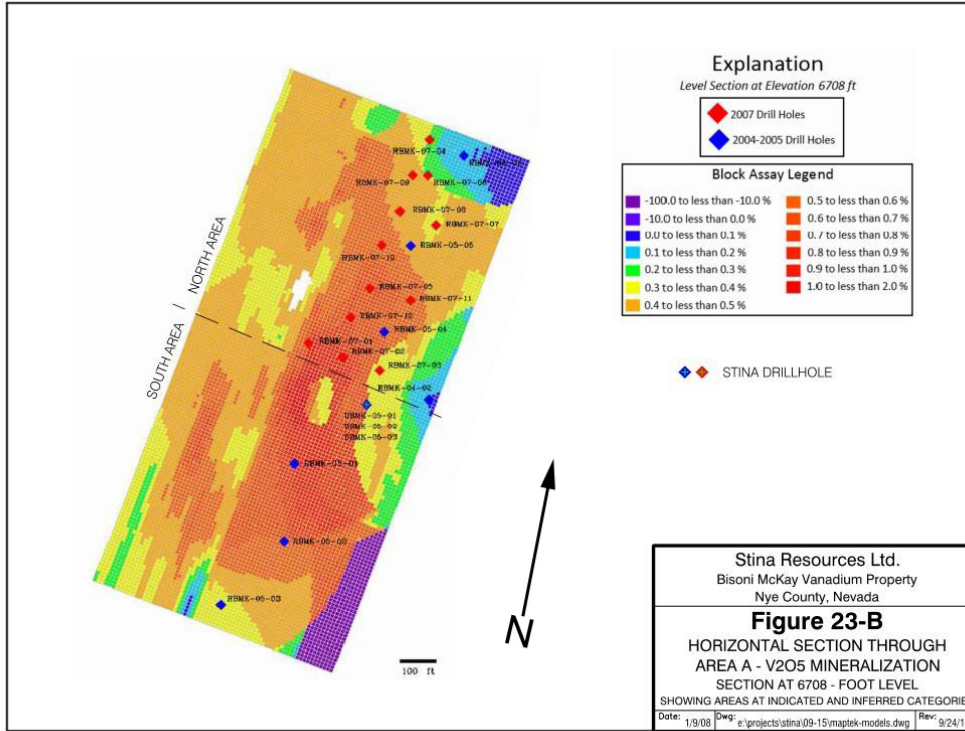 Explanation
Level Section at Elevation 6708 ft
2007 Drill Holes
2004-2005 Drill Holes
Block Assay Legend
-100.0 to less than -10.0 %
-10.0 to less than 0.0 %
0.0 to less than 0.1 %
0.1 to less than 0.2 %
0.2 to less than 0.3 %
0.3 to less than 0.4 %
0.4 to less than 0.5 %
0.5 to less than 0.6 %
0.6 to less than 0.7 %
0.7 to less than 0.8 %
0.8 to less than 0.9 %
0.9 to less than 1.0 %
1.0 to less than 2.0 %
STINA DRILLHOLE
NORTH AREA
SOUTH AREA
RBMK-07-04
RBMK-07-09
RBMK-07-08
RBMK-07-07
RBMK-05-05
RBMK-07-05
RBMK-07-11
RBMK-07-12
RBMK-05-04
RBMK-07-01
RBMK-07-02
RBMK-07-03
RBMK-04-02
DBMK-05-01
DBMK-05-02
DBMK-05-03
RBMK-05-03
N
100 ft
Stina Resources Ltd.
Bisoni McKay Vanadium Property
Nye County, Nevada
Figure 23-B
HORIZONTAL SECTION THROUGH
AREA A - V2O5 MINERALIZATION
SECTION AT 6708 - FOOT LEVEL
SHOWING AREAS AT INDICATED AND INFERRED CATEGORIE
Date: 1/9/08 Dwg: e:\projects\stina\09-15\maptek-models.dwg Rev: 9/24/1